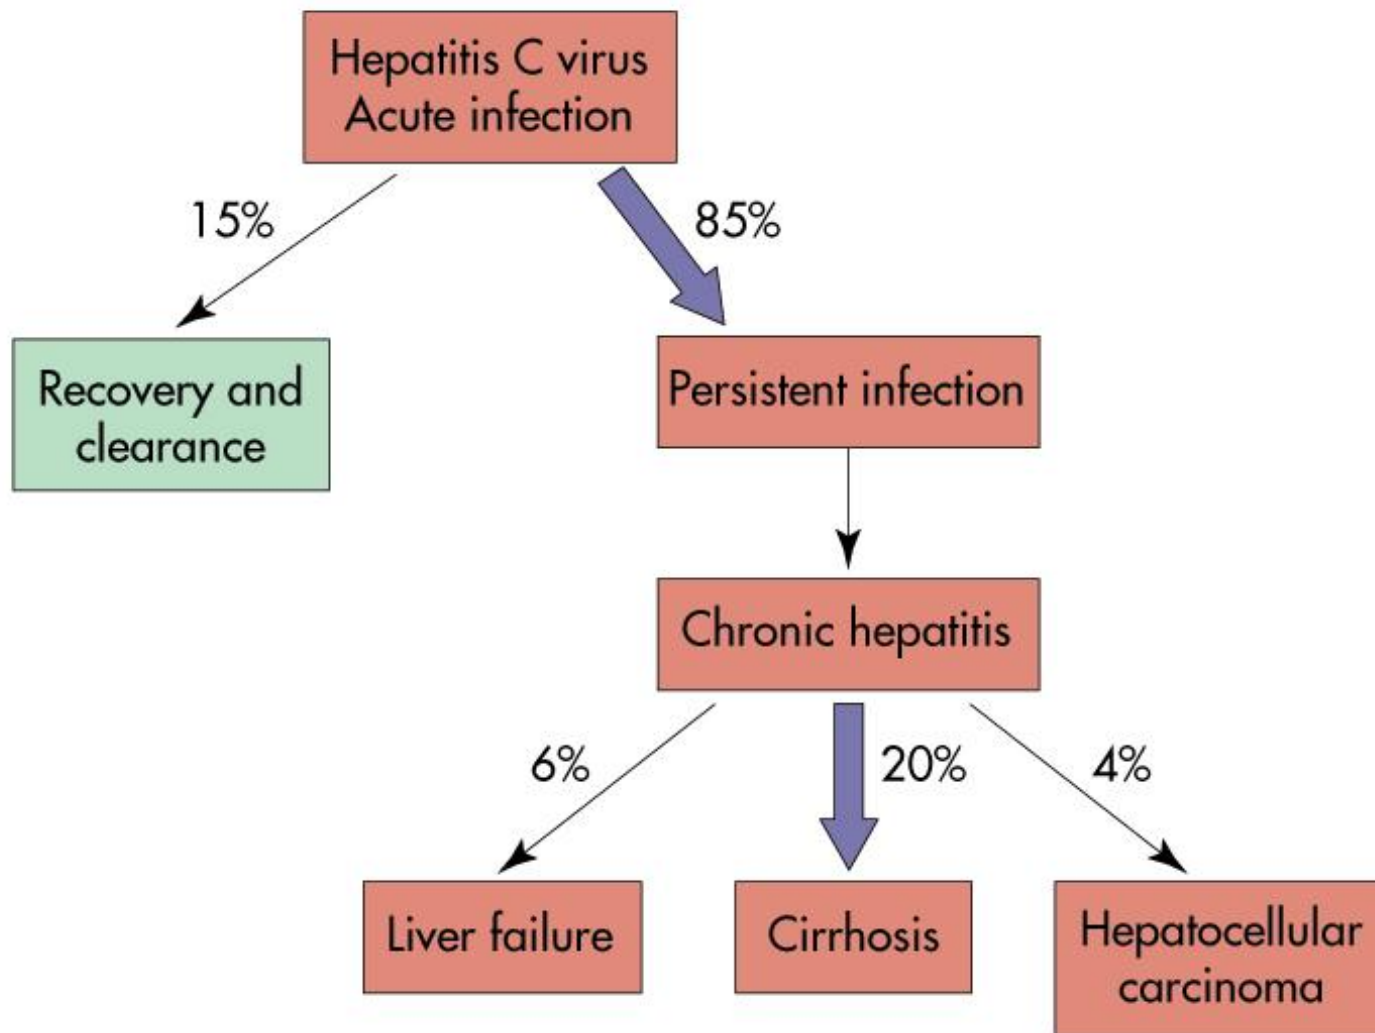 Hepatitis C virus
Acute infection
15%
85%
Recovery and
clearance
Persistent infection
Chronic hepatitis
6%
20%
4%
Liver failure
Cirrhosis
Hepatocellular
carcinoma